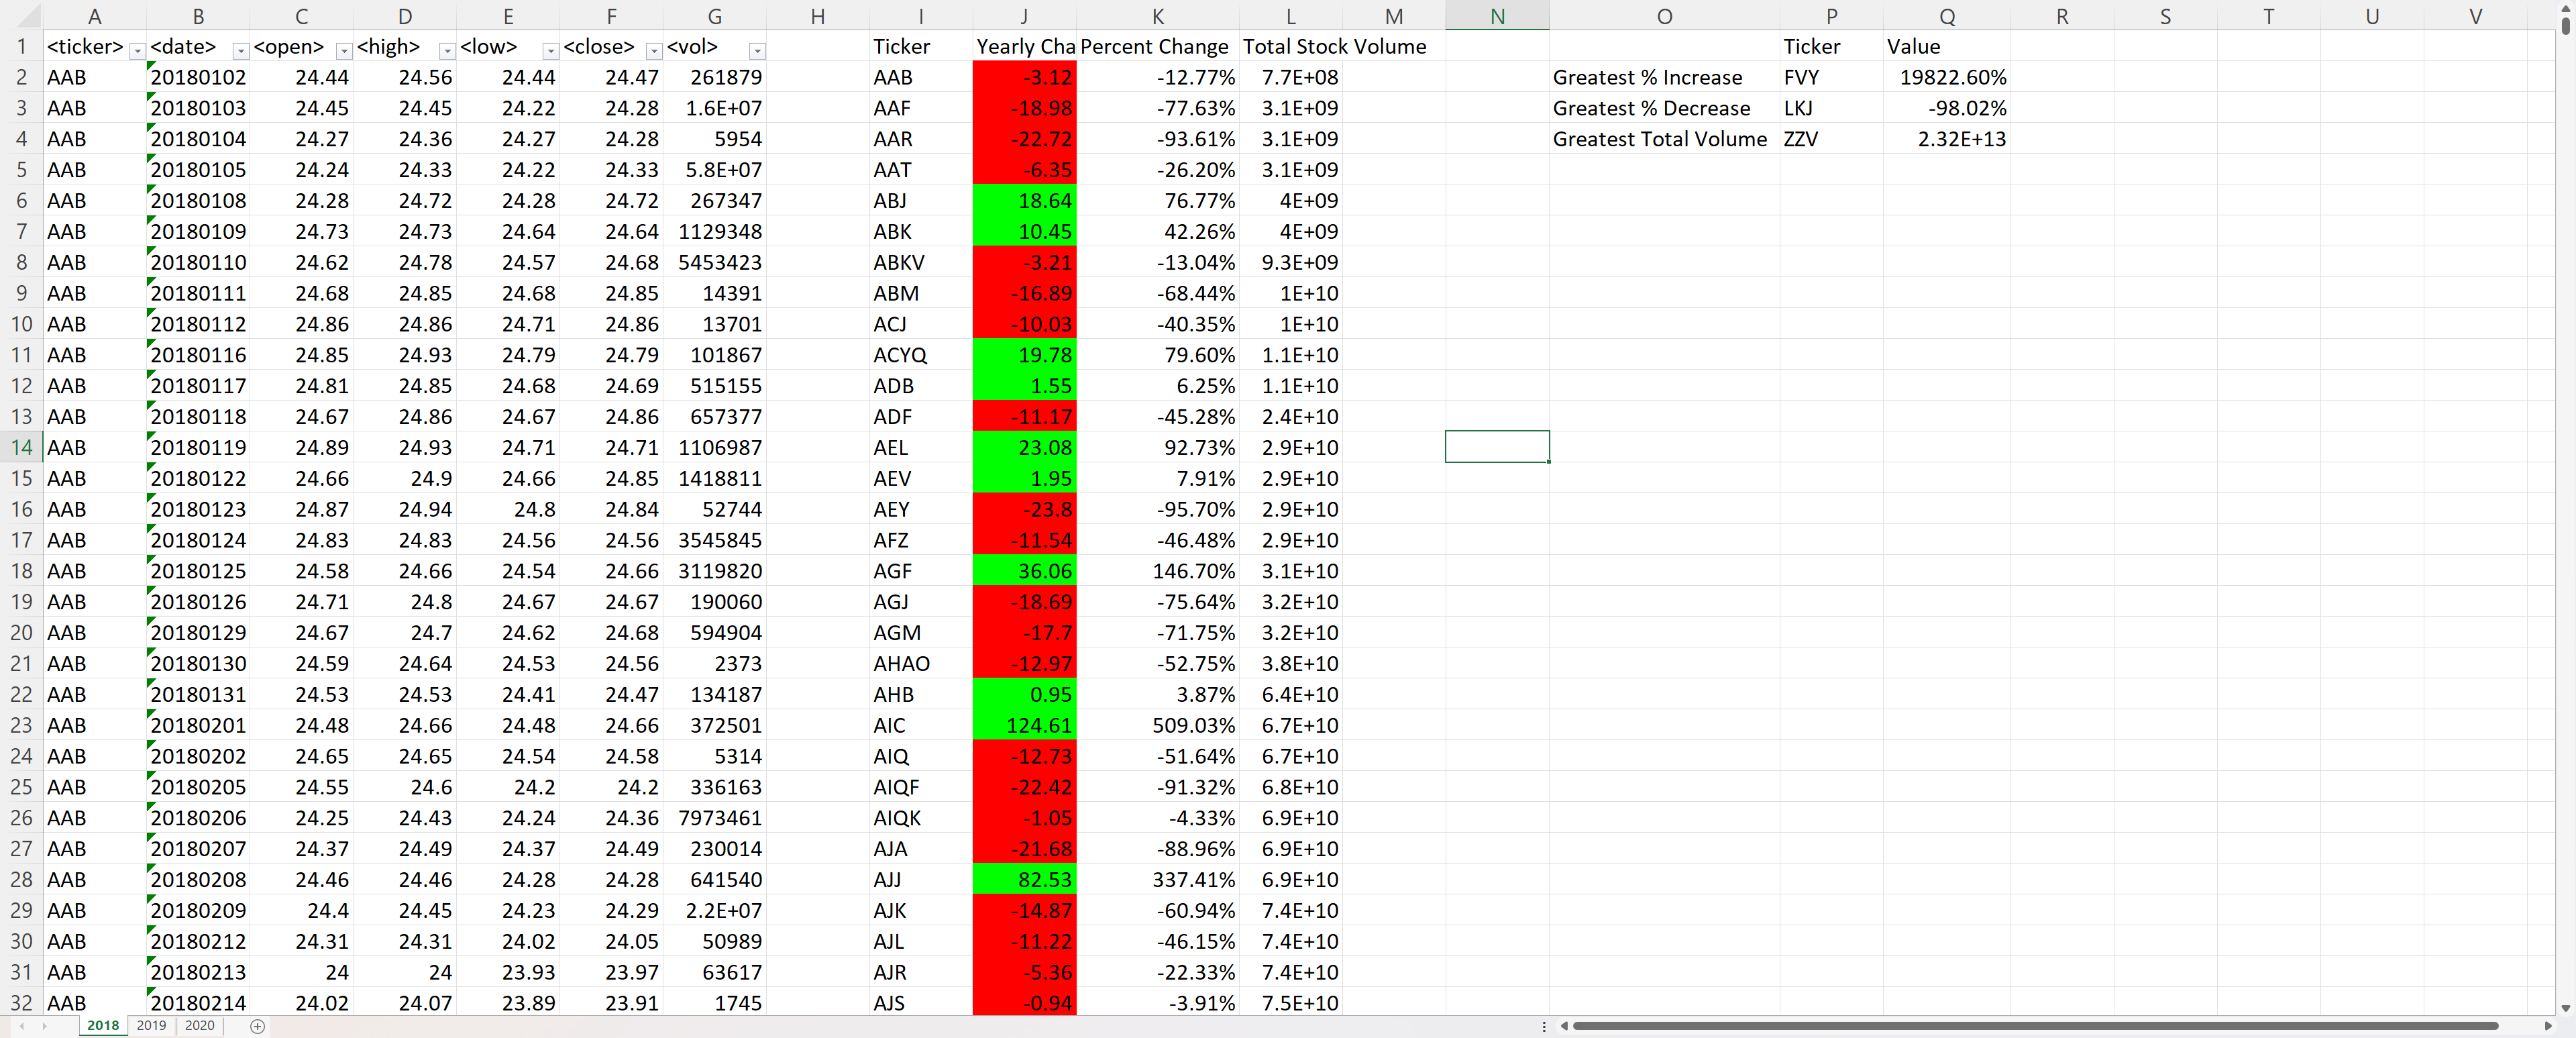 A B C D E F G H I J K L M N O P Q R S T U V
1 <ticker> <date> <open> <high> <low> <close> <vol> Ticker Yearly Cha Percent Change Total Stock Volume Ticker Value
2 AAB 20180102 24.44 24.56 24.44 24.47 261879 AAB -3.12 -12.77% 7.7E+08 Greatest % Increase FVY 19822.60%
3 AAB 20180103 24.45 24.45 24.22 24.28 1.6E+07 AAF -18.98 -77.63% 3.1E+09 Greatest % Decrease LKJ -98.02%
4 AAB 20180104 24.27 24.36 24.27 24.28 5954 AAR -22.72 -93.61% 3.1E+09 Greatest Total Volume ZZV 2.32E+13
5 AAB 20180105 24.24 24.33 24.22 24.33 5.8E+07 AAT -6.35 -26.20% 3.1E+09
6 AAB 20180108 24.28 24.72 24.28 24.72 267347 ABJ 18.64 76.77% 4E+09
7 AAB 20180109 24.73 24.73 24.64 24.64 1129348 ABK 10.45 42.26% 4E+09
8 AAB 20180110 24.62 24.78 24.57 24.68 5453423 ABKV -3.21 -13.04% 9.3E+09
9 AAB 20180111 24.68 24.85 24.68 24.85 14391 ABM -16.89 -68.44% 1E+10
10 AAB 20180112 24.86 24.86 24.71 24.86 13701 ACJ -10.03 -40.35% 1E+10
11 AAB 20180116 24.85 24.93 24.79 24.79 101867 ACYQ 19.78 79.60% 1.1E+10
12 AAB 20180117 24.81 24.85 24.68 24.69 515155 ADB 1.55 6.25% 1.1E+10
13 AAB 20180118 24.67 24.86 24.67 24.86 657377 ADF -11.17 -45.28% 2.4E+10
14 AAB 20180119 24.89 24.93 24.71 24.71 1106987 AEL 23.08 92.73% 2.9E+10
15 AAB 20180122 24.66 24.9 24.66 24.85 1418811 AEV 1.95 7.91% 2.9E+10
16 AAB 20180123 24.87 24.94 24.8 24.84 52744 AEY -23.8 -95.70% 2.9E+10
17 AAB 20180124 24.83 24.83 24.56 24.56 3545845 AFZ -11.54 -46.48% 2.9E+10
18 AAB 20180125 24.58 24.66 24.54 24.66 3119820 AGF 36.06 146.70% 3.1E+10
19 AAB 20180126 24.71 24.8 24.67 24.67 190060 AGJ -18.69 -75.64% 3.2E+10
20 AAB 20180129 24.67 24.7 24.62 24.68 594904 AGM -17.7 -71.75% 3.2E+10
21 AAB 20180130 24.59 24.64 24.53 24.56 2373 AHAO -12.97 -52.75% 3.8E+10
22 AAB 20180131 24.53 24.53 24.41 24.47 134187 AHB 0.95 3.87% 6.4E+10
23 AAB 20180201 24.48 24.66 24.48 24.66 372501 AIC 124.61 509.03% 6.7E+10
24 AAB 20180202 24.65 24.65 24.54 24.58 5314 AIQ -12.73 -51.64% 6.7E+10
25 AAB 20180205 24.55 24.6 24.2 24.2 336163 AIQF -22.42 -91.32% 6.8E+10
26 AAB 20180206 24.25 24.43 24.24 24.36 7973461 AIQK -1.05 -4.33% 6.9E+10
27 AAB 20180207 24.37 24.49 24.37 24.49 230014 AJA -21.68 -88.96% 6.9E+10
28 AAB 20180208 24.46 24.46 24.28 24.28 641540 AJJ 82.53 337.41% 6.9E+10
29 AAB 20180209 24.4 24.45 24.23 24.29 2.2E+07 AJK -14.87 -60.94% 7.4E+10
30 AAB 20180212 24.31 24.31 24.02 24.05 50989 AJL -11.22 -46.15% 7.4E+10
31 AAB 20180213 24 24 23.93 23.97 63617 AJR -5.36 -22.33% 7.4E+10
32 AAB 20180214 24.02 24.07 23.89 23.91 1745 AJS -0.94 -3.91% 7.5E+10
2018 2019 2020